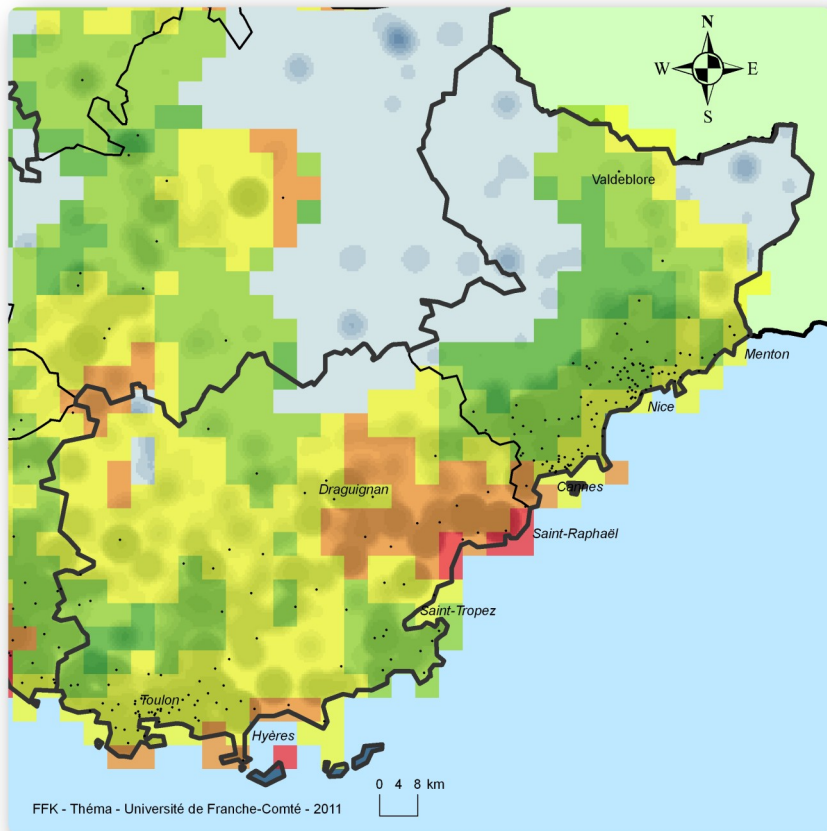 N
W E
S
Valdeblore
Menton
Nice
Cannes
Draguignan
Saint-Raphaël
Saint-Tropez
Toulon
Hyères
0 4 8 km
FFK - Théma - Université de Franche-Comté - 2011